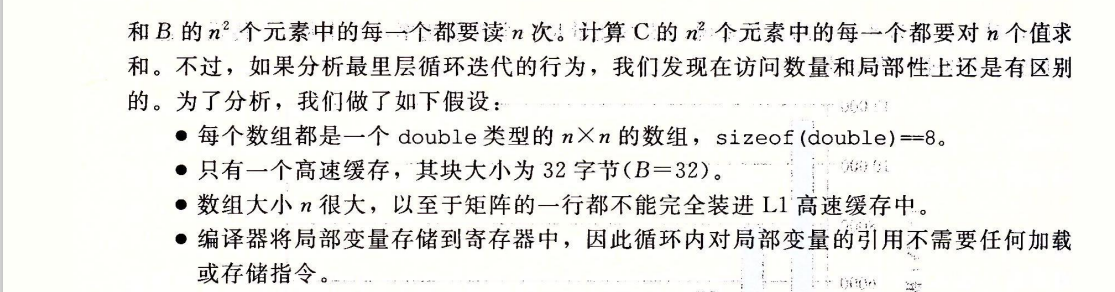 和 B 的 n² 个元素中的每一个都要读 n 次。计算 C 的 n² 个元素中的每一个都要对 n 个值求
和。不过，如果分析最里层循环迭代的行为，我们发现在访问数量和局部性上还是有区别
的。为了分析，我们做了如下假设：
● 每个数组都是一个 double 类型的 n×n 的数组，sizeof(double)==8。
● 只有一个高速缓存，其块大小为 32 字节(B=32)。
● 数组大小 n 很大，以至于矩阵的一行都不能完全装进 L1 高速缓存中。
● 编译器将局部变量存储到寄存器中，因此循环内对局部变量的引用不需要任何加载
或存储指令。